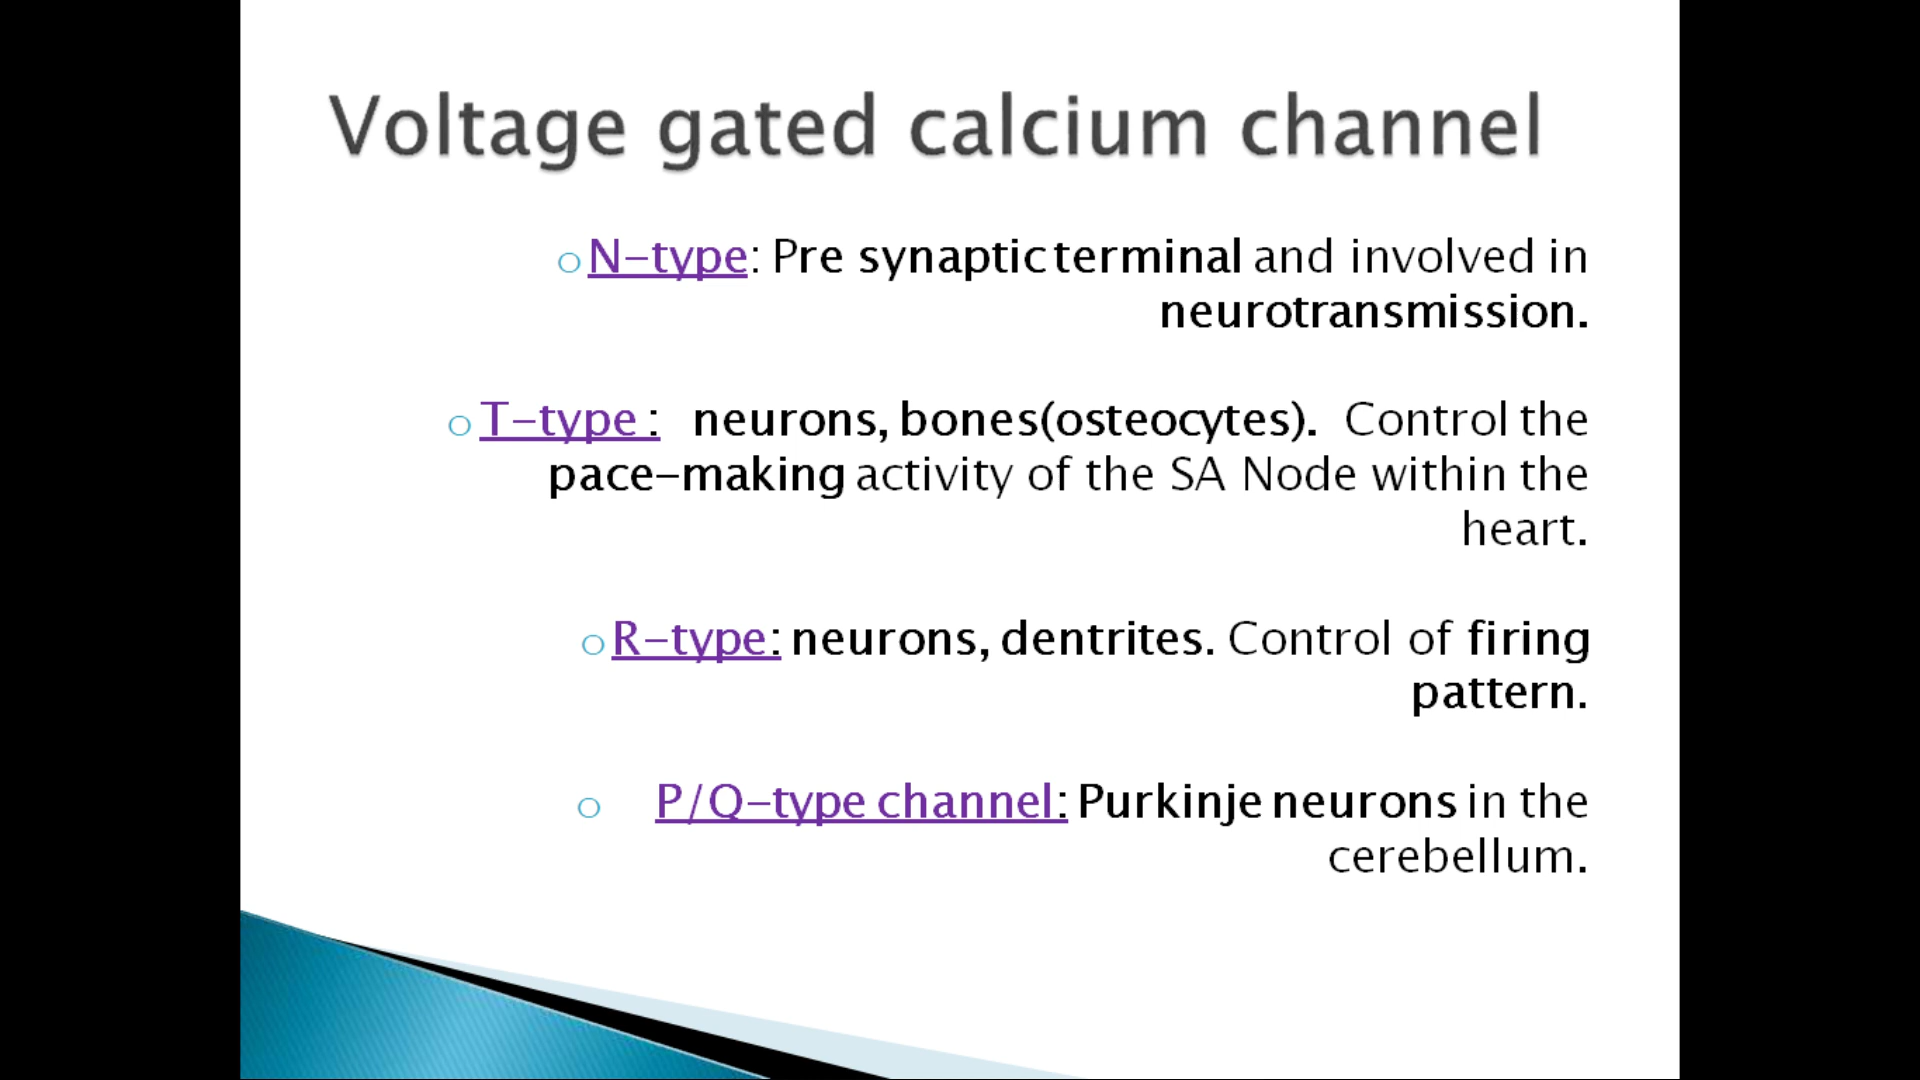 Voltage gated calcium channel
N-type: Pre synaptic terminal and involved in
neurotransmission.
T-type : neurons, bones(osteocytes). Control the
pace-making activity of the SA Node within the
heart.
R-type: neurons, dentrites. Control of firing
pattern.
P/Q-type channel: Purkinje neurons in the
cerebellum.